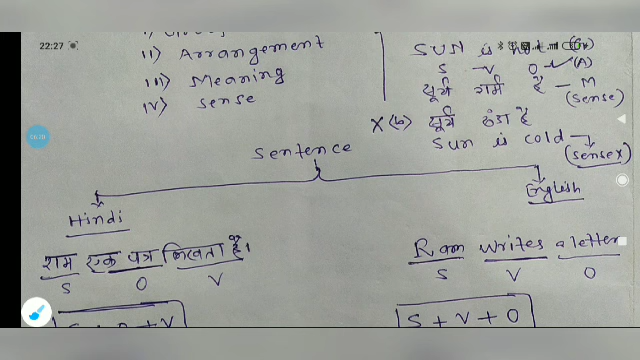 22:27
ii) Arrangement
iii) Meaning
iv) Sense
SUN is hot (G)
S V O (A)
सूर्य गर्म है - M
(Sense)
X (b) सूर्य ठंडा है
Sun is cold
(sense X)
Sentence
Hindi
English
राम एक पत्र लिखता है।
S O V
Ram writes a letter
S V O
S + V + O